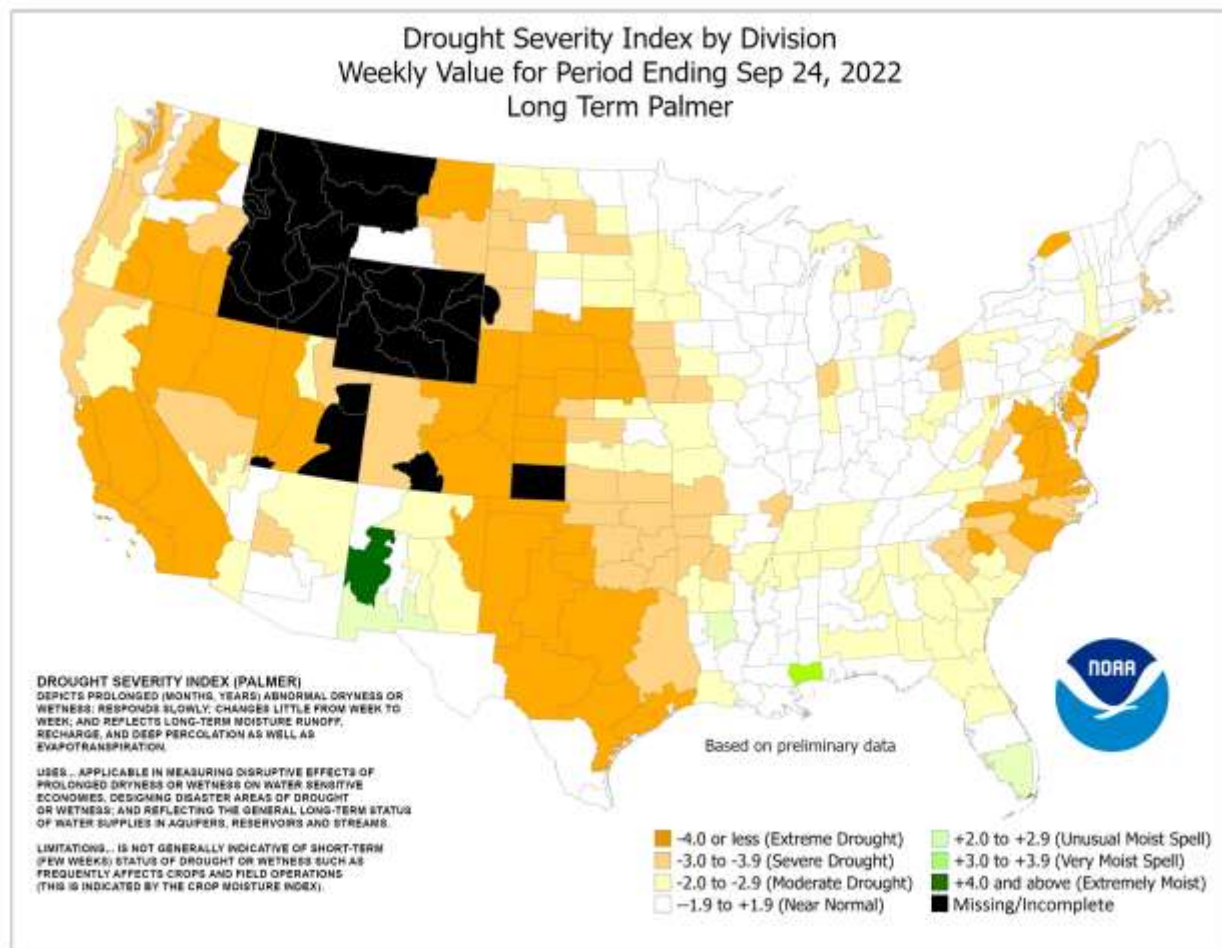 Drought Severity Index by Division
Weekly Value for Period Ending Sep 24, 2022
Long Term Palmer
DROUGHT SEVERITY INDEX (PALMER)
DEPICTS PROLONGED (MONTHS, YEARS) ABNORMAL DRYNESS OR
WETNESS; RESPONDS SLOWLY; CHANGES LITTLE FROM WEEK TO
WEEK; AND REFLECTS LONG-TERM MOISTURE RUNOFF,
RECHARGE, AND DEEP PERCOLATION AS WELL AS
EVAPOTRANSPIRATION.
USES... APPLICABLE IN MEASURING DISRUPTIVE EFFECTS OF
PROLONGED DRYNESS OR WETNESS ON WATER SENSITIVE
ECONOMIES, DESIGNING DISASTER AREAS OF DROUGHT
OR WETNESS; AND REFLECTING THE GENERAL LONG-TERM STATUS
OF WATER SUPPLIES IN AQUIFERS, RESERVOIRS AND STREAMS.
LIMITATIONS... IS NOT GENERALLY INDICATIVE OF SHORT-TERM
(FEW WEEKS) STATUS OF DROUGHT OR WETNESS SUCH AS
FREQUENTLY AFFECTS CROPS AND FIELD OPERATIONS
(THIS IS INDICATED BY THE CROP MOISTURE INDEX).
NOAA
Based on preliminary data
-4.0 or less (Extreme Drought)
-3.0 to -3.9 (Severe Drought)
-2.0 to -2.9 (Moderate Drought)
--1.9 to +1.9 (Near Normal)
+2.0 to +2.9 (Unusual Moist Spell)
+3.0 to +3.9 (Very Moist Spell)
+4.0 and above (Extremely Moist)
Missing/Incomplete